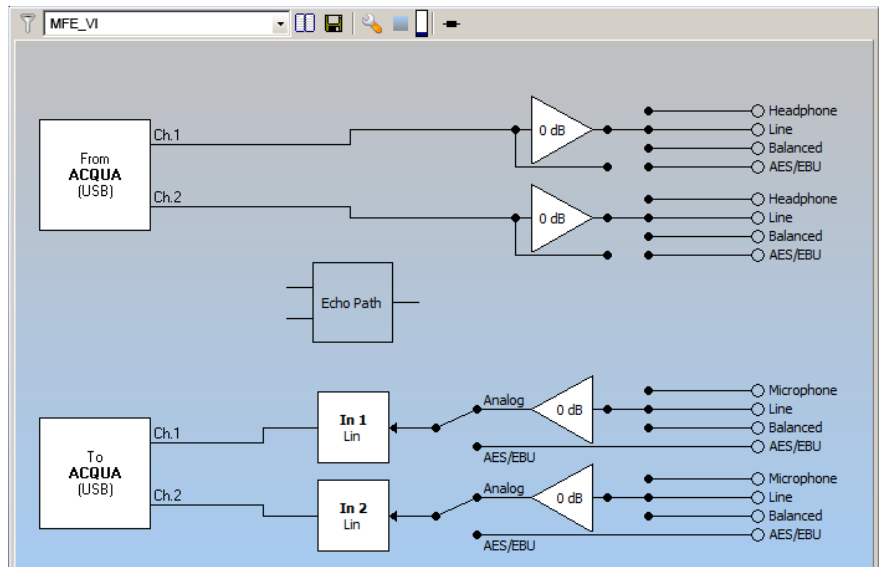 MFE_VI
From
ACQUA
(USB)
Ch.1
Ch.2
0 dB
Headphone
Line
Balanced
AES/EBU
0 dB
Headphone
Line
Balanced
AES/EBU
Echo Path
To
ACQUA
(USB)
Ch.1
Ch.2
In 1
Lin
Analog
AES/EBU
0 dB
Microphone
Line
Balanced
AES/EBU
In 2
Lin
Analog
AES/EBU
0 dB
Microphone
Line
Balanced
AES/EBU